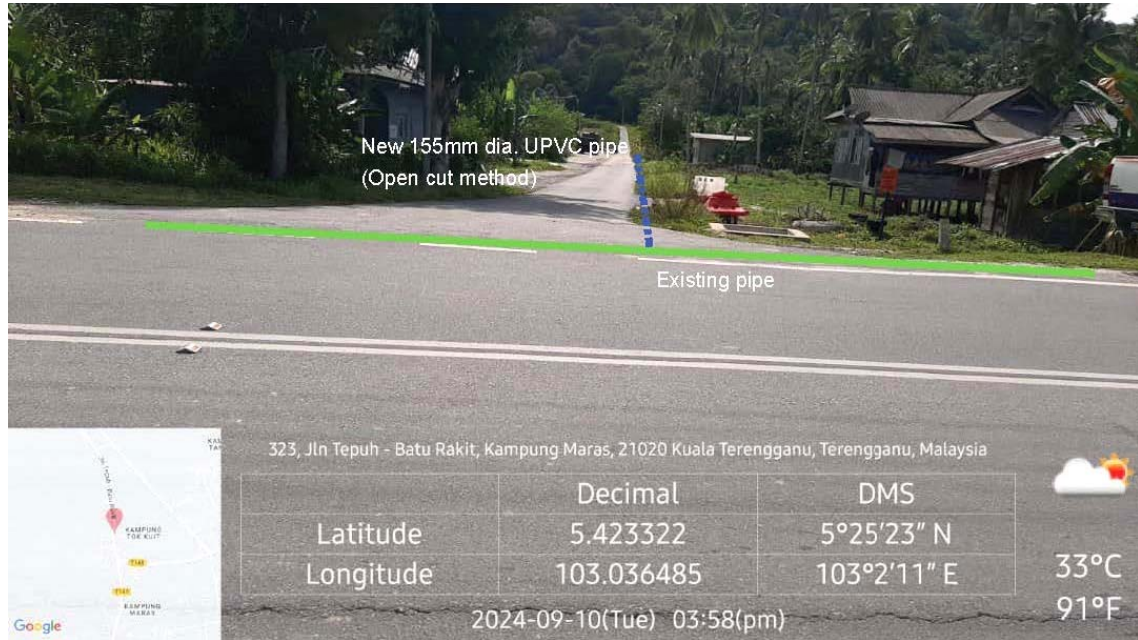 New 155mm dia. UPVC pipe
(Open cut method)
Existing pipe
323, Jln Tepuh - Batu Rakit, Kampung Maras, 21020 Kuala Terengganu, Terengganu, Malaysia
Decimal DMS
Latitude 5.423322 5°25'23" N
Longitude 103.036485 103°2'11" E
2024-09-10(Tue) 03:58(pm)
33°C
91°F
KAMPUNG
TOK KUIT
T148
T145
KAMPUNG
MARAS
Google